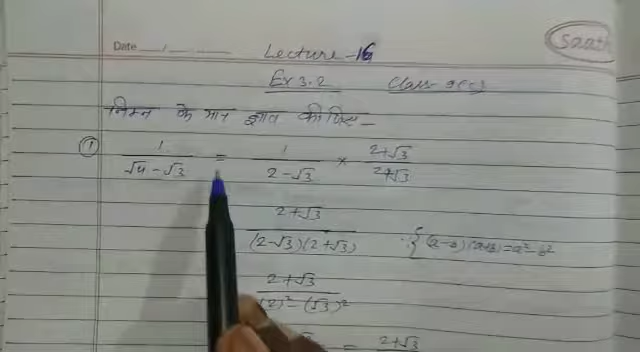 Date
Lecture-16
Saath
Ex 3.2 Class
निम्न के मान ज्ञात कीजिए-
① 1/(√4-√3) = 1/(2-√3) × (2+√3)/(2+√3)
(2+√3)/((2-√3)(2+√3)) ∵{(a-b)(a+b)=a²-b²
(2+√3)/((2)²-(√3)²)
= 2+√3